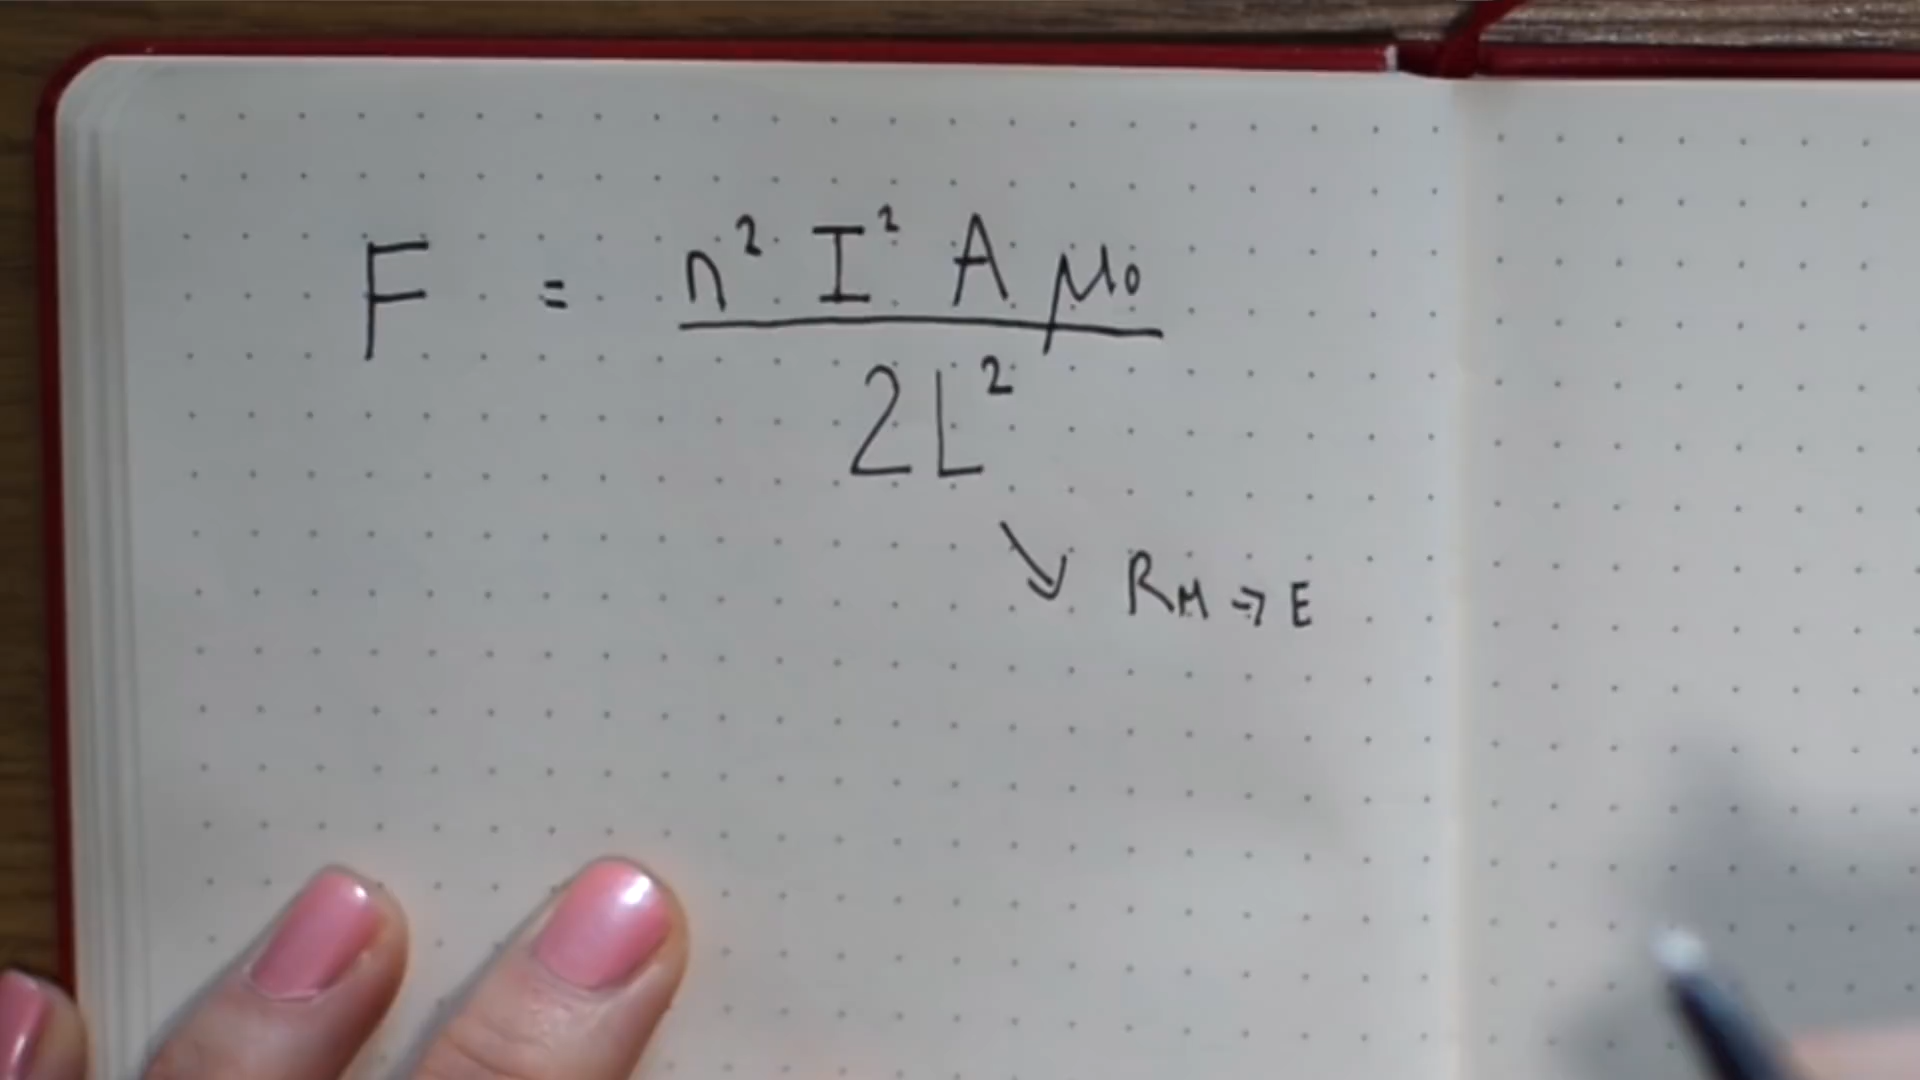 F = n² I² A μ₀
2L²
↘ R_M → E